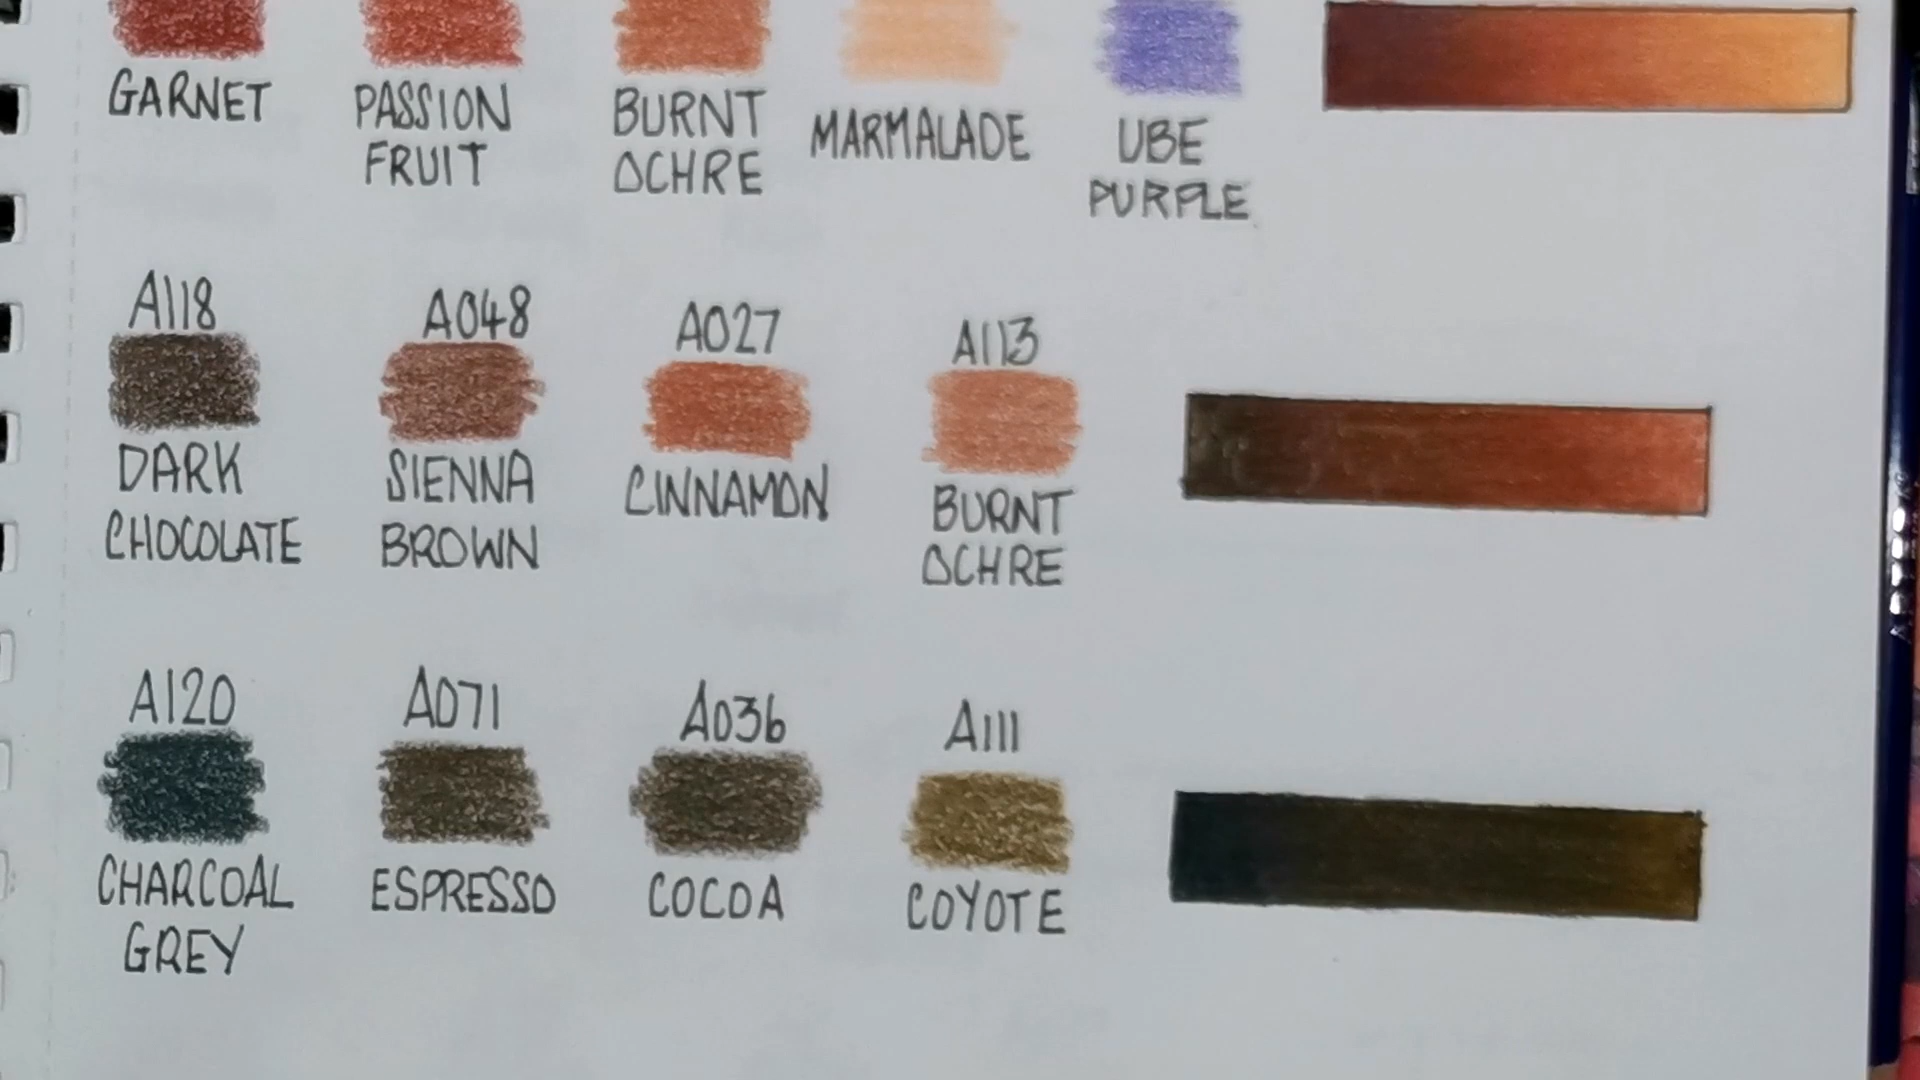 GARNET
PASSION
FRUIT
BURNT
OCHRE
MARMALADE
UBE
PURPLE
A118
DARK
CHOCOLATE
A048
SIENNA
BROWN
A027
CINNAMON
A113
BURNT
OCHRE
A120
CHARCOAL
GREY
A071
ESPRESSO
A036
COCOA
A111
COYOTE